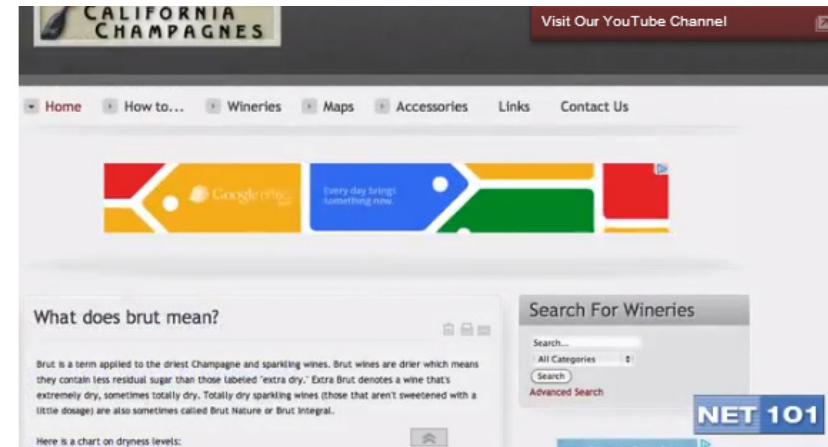 CALIFORNIA
CHAMPAGNES
Visit Our YouTube Channel
Home How to... Wineries Maps Accessories Links Contact Us
Google offers
Every day brings
something new.
What does brut mean?
Brut is a term applied to the driest Champagne and sparkling wines. Brut wines are drier which means
they contain less residual sugar than those labeled "extra dry." Extra Brut denotes a wine that's
extremely dry, sometimes totally dry. Totally dry sparkling wines (those that aren't sweetened with a
little dosage) are also sometimes called Brut Nature or Brut Integral.
Here is a chart on dryness levels:
Search For Wineries
Search...
All Categories
Search
Advanced Search
NET 101